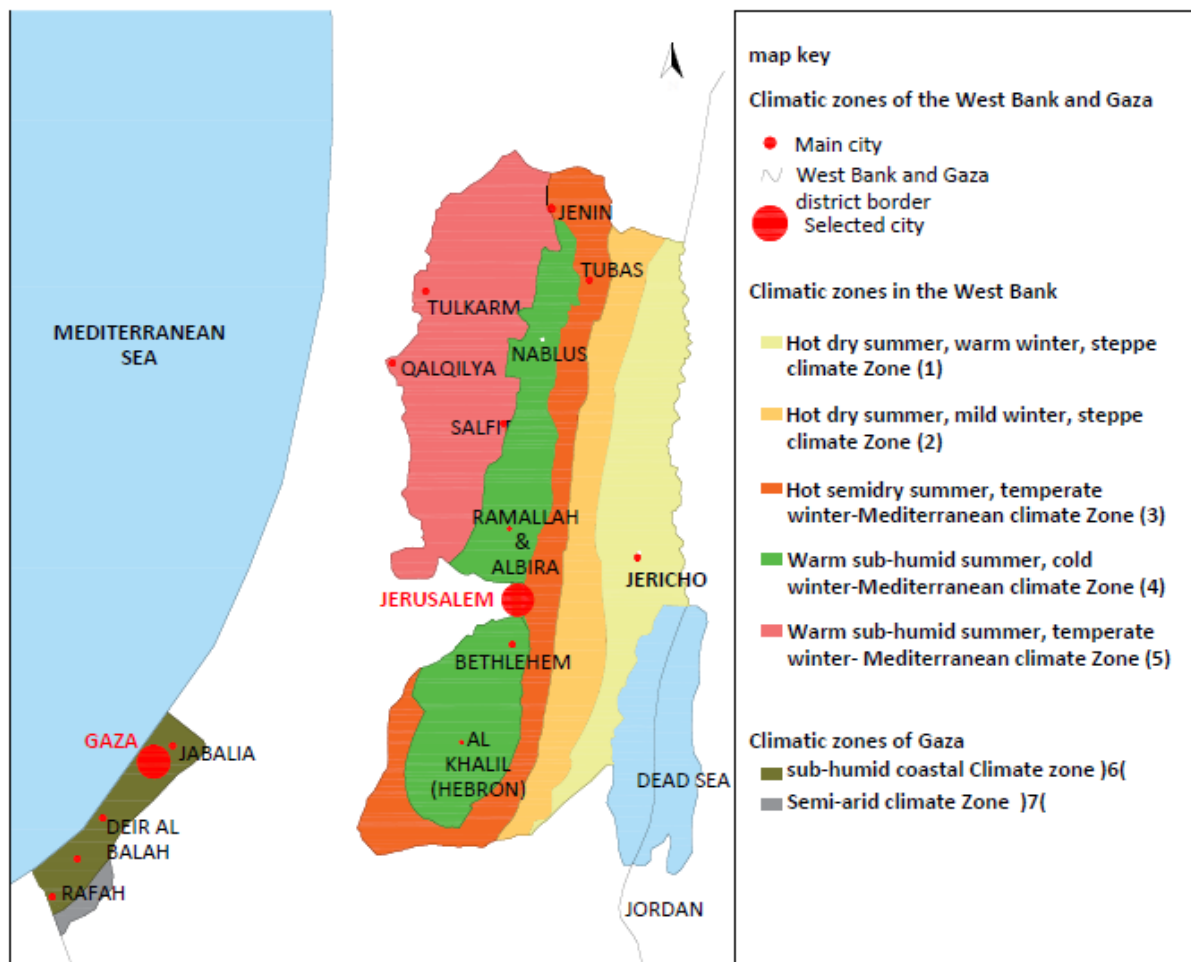 MEDITERRANEAN
SEA
JENIN
TUBAS
TULKARM
NABLUS
QALQILYA
SALFIT
RAMALLAH
&
ALBIRA
JERICHO
JERUSALEM
BETHLEHEM
AL
KHALIL
(HEBRON)
DEAD SEA
JORDAN
GAZA
JABALIA
DEIR AL
BALAH
RAFAH
map key
Climatic zones of the West Bank and Gaza
Main city
West Bank and Gaza
district border
Selected city
Climatic zones in the West Bank
Hot dry summer, warm winter, steppe
climate Zone (1)
Hot dry summer, mild winter, steppe
climate Zone (2)
Hot semidry summer, temperate
winter-Mediterranean climate Zone (3)
Warm sub-humid summer, cold
winter-Mediterranean climate Zone (4)
Warm sub-humid summer, temperate
winter- Mediterranean climate Zone (5)
Climatic zones of Gaza
sub-humid coastal Climate zone )6(
Semi-arid climate Zone )7(